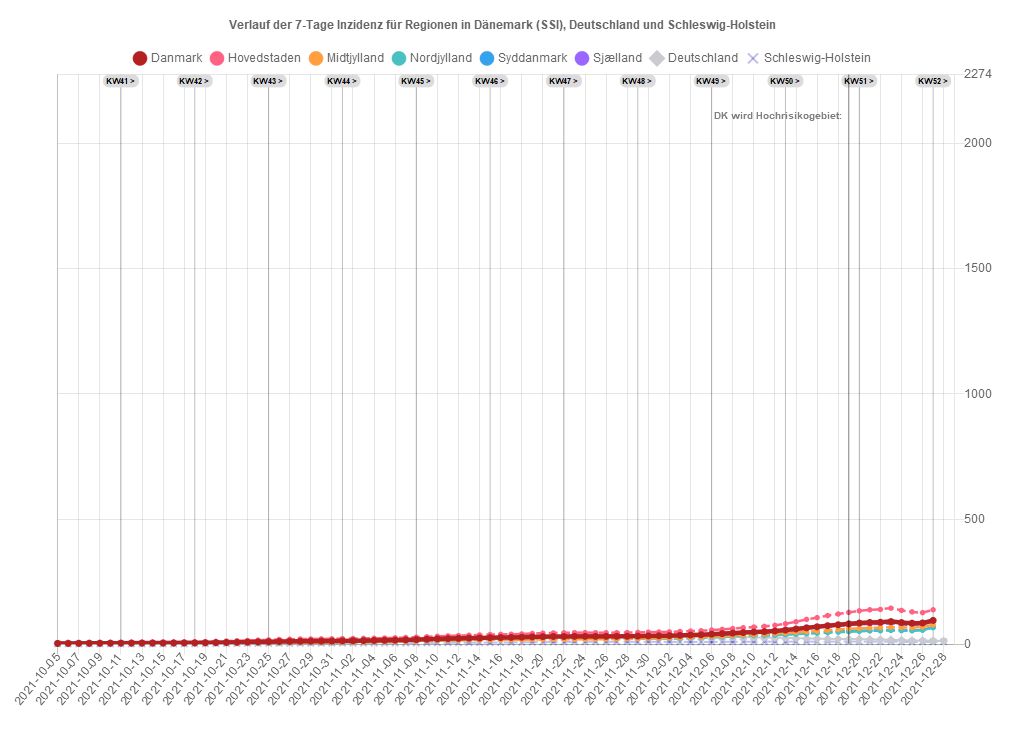 Verlauf der 7-Tage Inzidenz für Regionen in Dänemark (SSI), Deutschland und Schleswig-Holstein
Danmark Hovedstaden Midtjylland Nordjylland Syddanmark Sjælland Deutschland Schleswig-Holstein
KW41 > KW42 > KW43 > KW44 > KW45 > KW46 > KW47 > KW48 > KW49 > KW50 > KW51 > KW52 >
2274
DK wird Hochrisikogebiet:
2000
1500
1000
500
0
2021-10-05 2021-10-07 2021-10-09 2021-10-11 2021-10-13 2021-10-15 2021-10-17 2021-10-19 2021-10-21 2021-10-23 2021-10-25 2021-10-27 2021-10-29 2021-10-31 2021-11-02 2021-11-04 2021-11-06 2021-11-08 2021-11-10 2021-11-12 2021-11-14 2021-11-16 2021-11-18 2021-11-20 2021-11-22 2021-11-24 2021-11-26 2021-11-28 2021-11-30 2021-12-02 2021-12-04 2021-12-06 2021-12-08 2021-12-10 2021-12-12 2021-12-14 2021-12-16 2021-12-18 2021-12-20 2021-12-22 2021-12-24 2021-12-26 2021-12-28